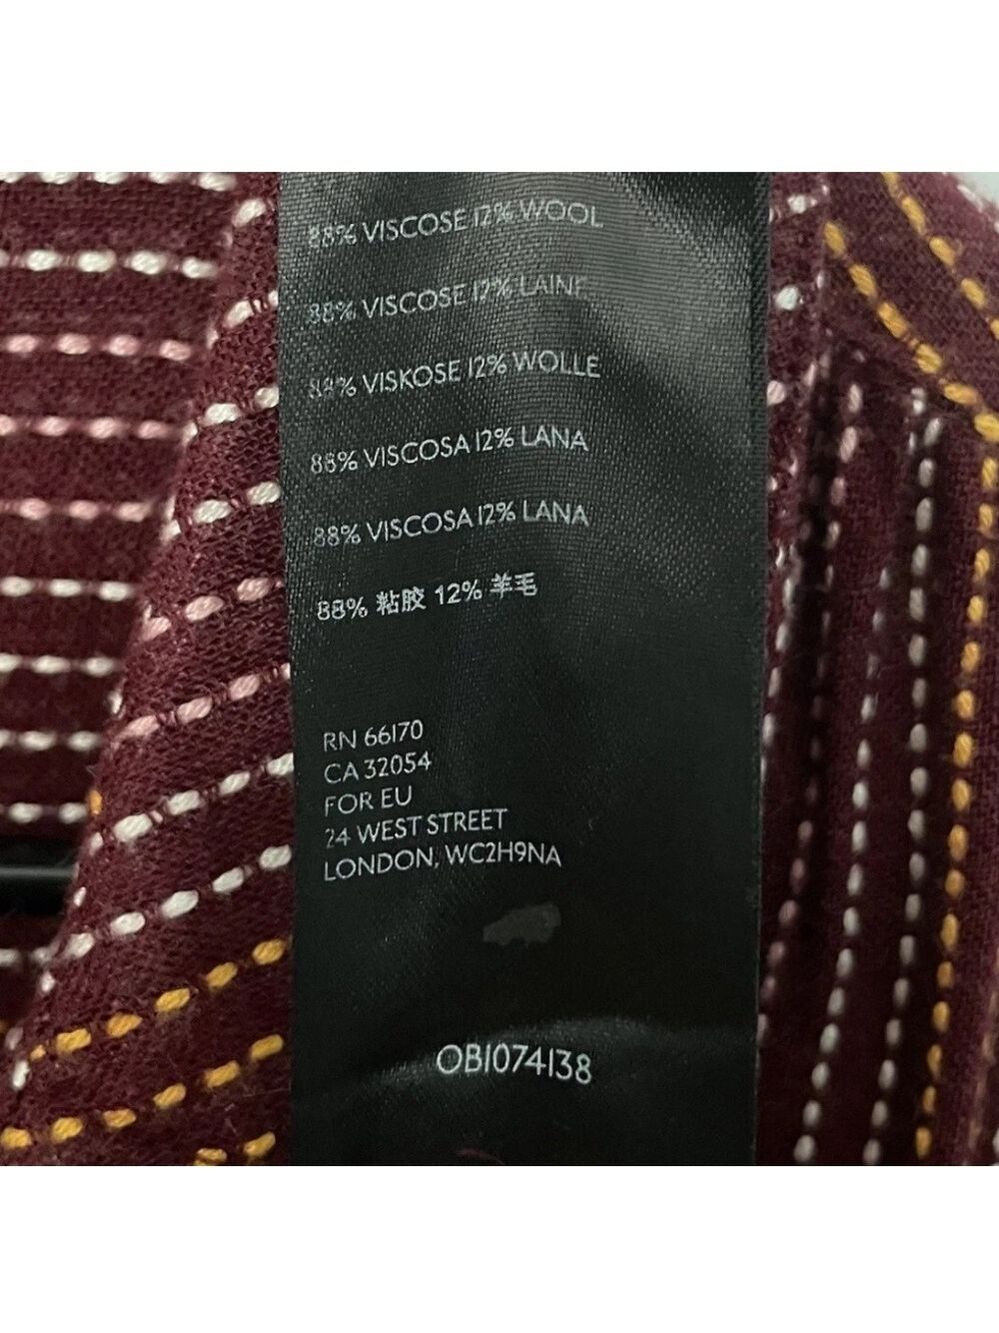 88% VISCOSE 12% WOOL
88% VISCOSE 12% LAINE
88% VISKOSE 12% WOLLE
88% VISCOSA 12% LANA
88% VISCOSA 12% LANA
88% 粘胶 12% 羊毛
RN 66170
CA 32054
FOR EU
24 WEST STREET
LONDON, WC2H9NA
OB1074138